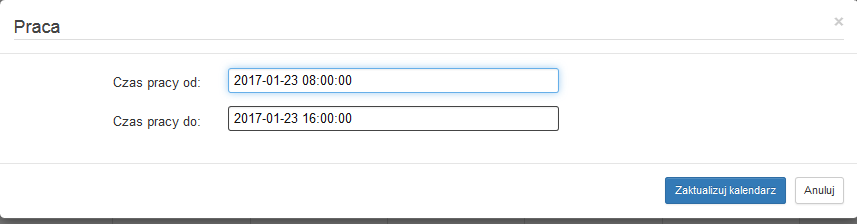 Praca
×
Czas pracy od: 2017-01-23 08:00:00
Czas pracy do: 2017-01-23 16:00:00
Zaktualizuj kalendarz Anuluj